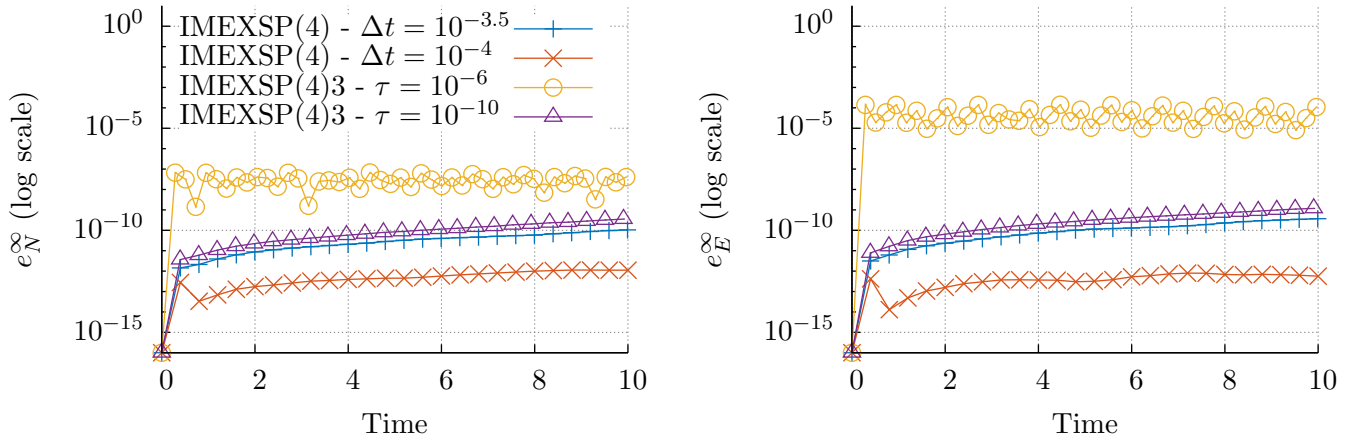 IMEXSP(4) - Δt = 10^{-3.5}
IMEXSP(4) - Δt = 10^{-4}
IMEXSP(4)3 - τ = 10^{-6}
IMEXSP(4)3 - τ = 10^{-10}
10^{0}
10^{-5}
10^{-10}
10^{-15}
e_N^∞ (log scale)
0 2 4 6 8 10
Time
10^{0}
10^{-5}
10^{-10}
10^{-15}
e_E^∞ (log scale)
0 2 4 6 8 10
Time